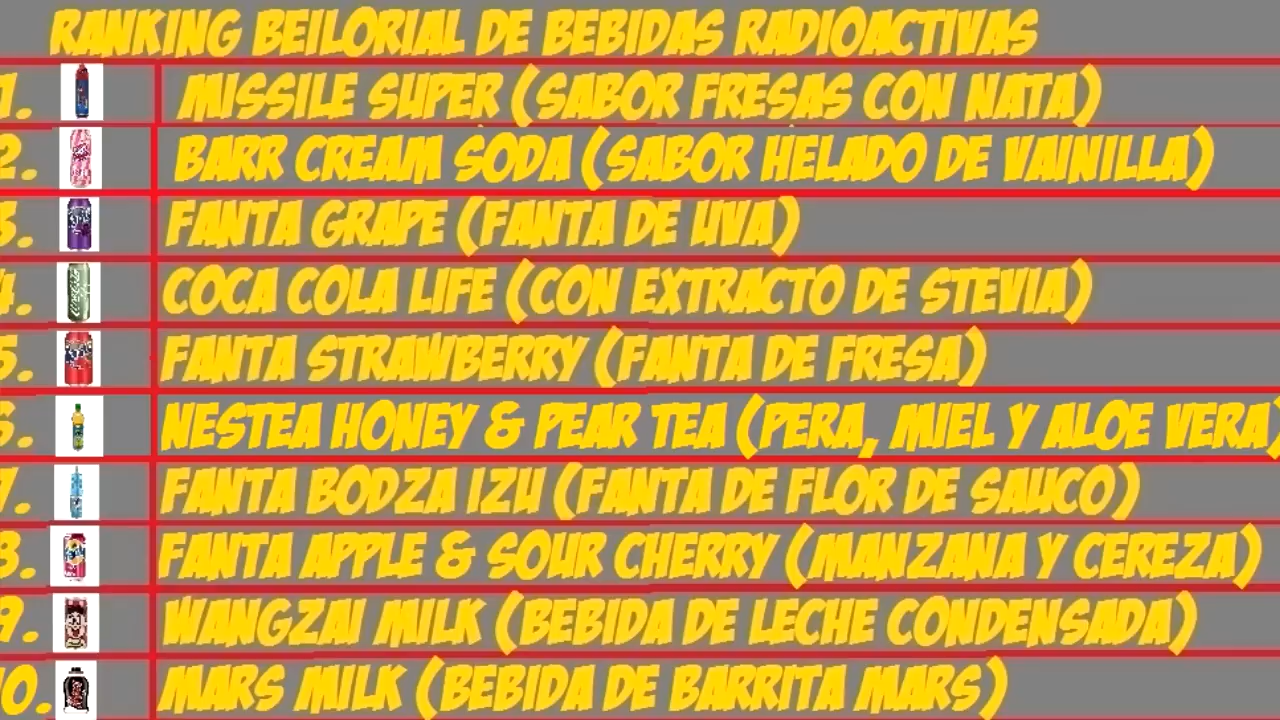 RANKING BEILORIAL DE BEBIDAS RADIOACTIVAS
1. MISSILE SUPER (SABOR FRESAS CON NATA)
2. BARR CREAM SODA (SABOR HELADO DE VAINILLA)
3. FANTA GRAPE (FANTA DE UVA)
4. COCA COLA LIFE (CON EXTRACTO DE STEVIA)
5. FANTA STRAWBERRY (FANTA DE FRESA)
6. NESTEA HONEY & PEAR TEA (PERA, MIEL Y ALOE VERA)
7. FANTA BODZA IZU (FANTA DE FLOR DE SAUCO)
8. FANTA APPLE & SOUR CHERRY (MANZANA Y CEREZA)
9. WANGZAI MILK (BEBIDA DE LECHE CONDENSADA)
10. MARS MILK (BEBIDA DE BARRITA MARS)